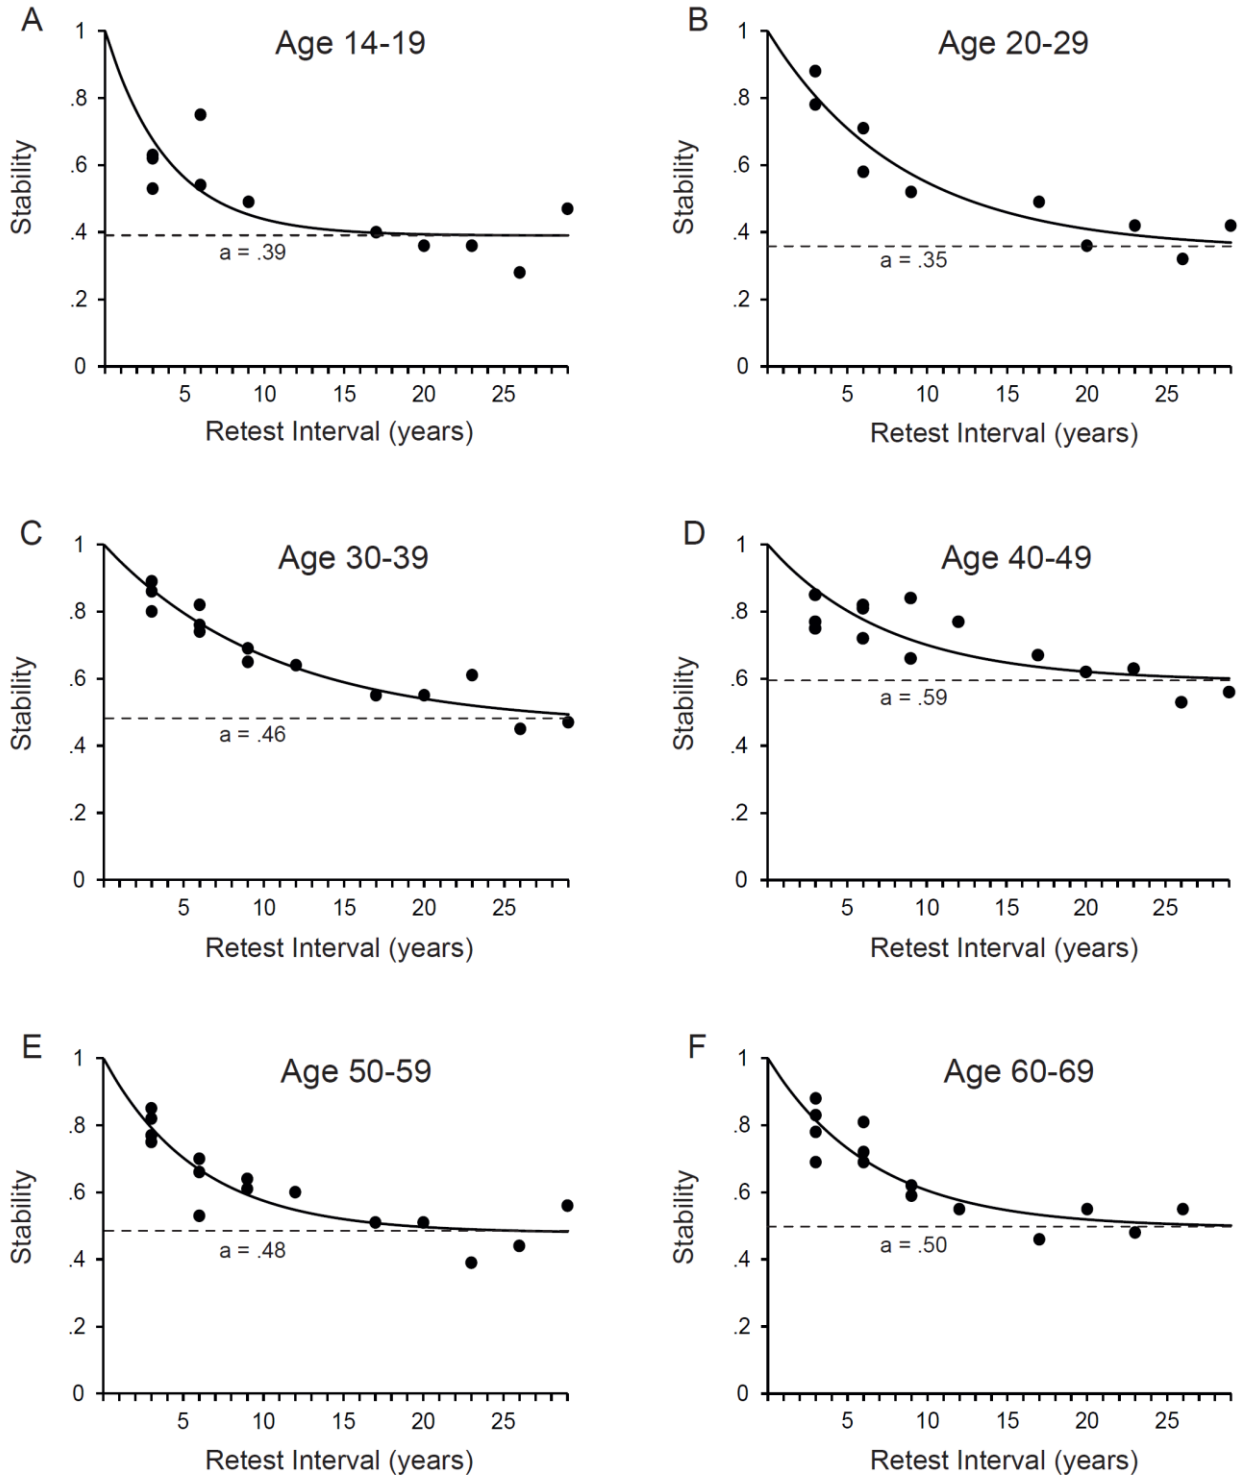 A
Age 14-19
Stability
1
.8
.6
.4
.2
0
a = .39
5 10 15 20 25
Retest Interval (years)
B
Age 20-29
Stability
1
.8
.6
.4
.2
0
a = .35
5 10 15 20 25
Retest Interval (years)
C
Age 30-39
Stability
1
.8
.6
.4
.2
0
a = .46
5 10 15 20 25
Retest Interval (years)
D
Age 40-49
Stability
1
.8
.6
.4
.2
0
a = .59
5 10 15 20 25
Retest Interval (years)
E
Age 50-59
Stability
1
.8
.6
.4
.2
0
a = .48
5 10 15 20 25
Retest Interval (years)
F
Age 60-69
Stability
1
.8
.6
.4
.2
0
a = .50
5 10 15 20 25
Retest Interval (years)